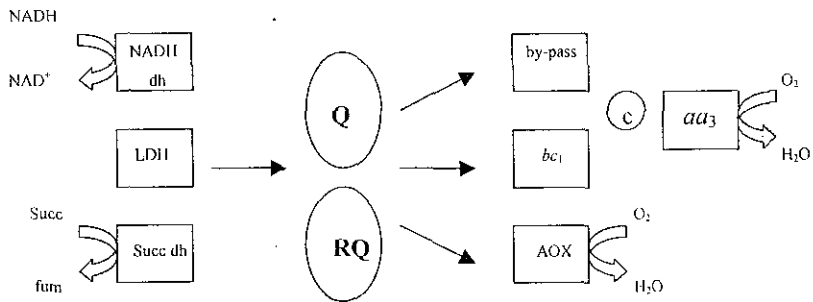 NADH
NADH
dh
NAD⁺
LDH
Succ
Succ dh
fum
Q
RQ
by-pass
bc₁
AOX
O₂
H₂O
c
aa₃
O₂
H₂O